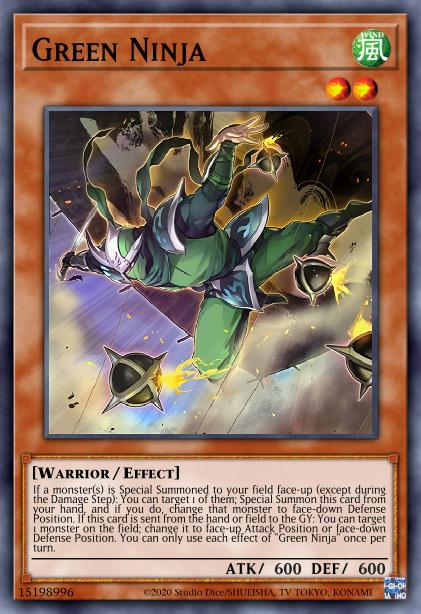 Green Ninja
WIND
風
[Warrior / Effect]
If a monster(s) is Special Summoned to your field face-up (except during
the Damage Step): You can target 1 of them; Special Summon this card from
your hand, and if you do, change that monster to face-down Defense
Position. If this card is sent from the hand or field to the GY: You can target
1 monster on the field; change it to face-up Attack Position or face-down
Defense Position. You can only use each effect of "Green Ninja" once per
turn.
ATK/ 600 DEF/ 600
15198996
©2020 Studio Dice/SHUEISHA, TV TOKYO, KONAMI